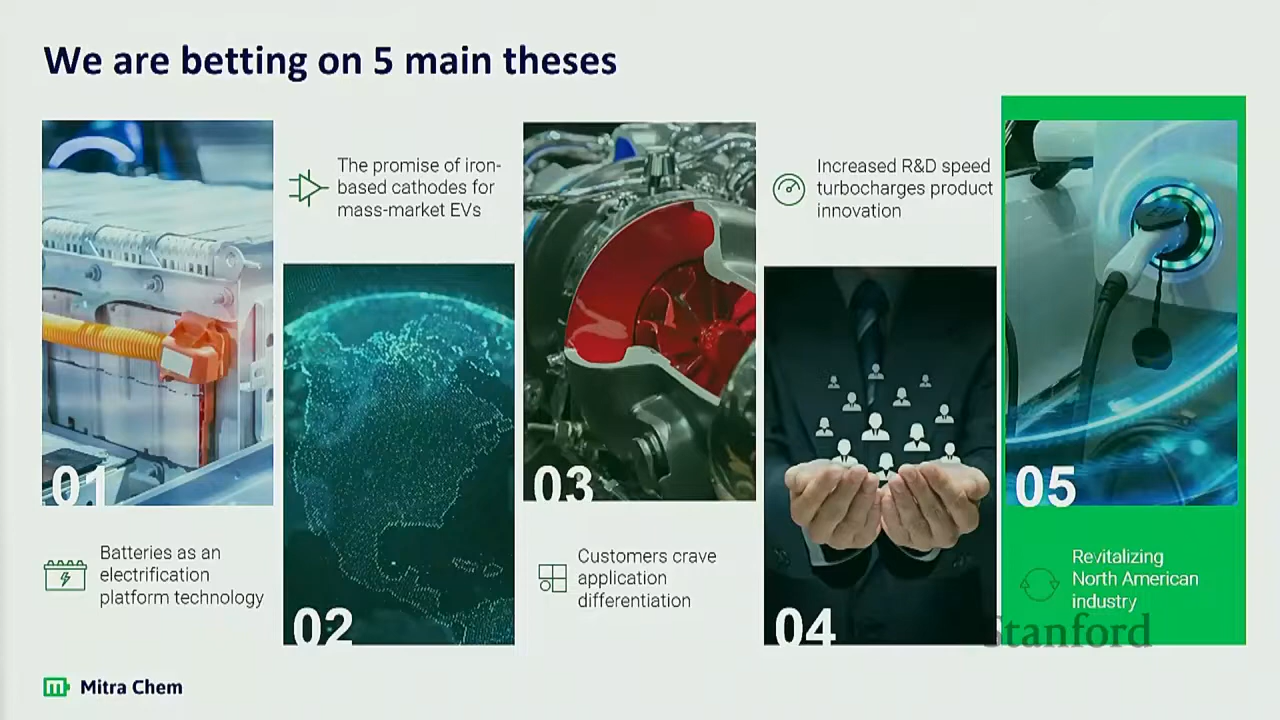 We are betting on 5 main theses
01
Batteries as an
electrification
platform technology
The promise of iron-
based cathodes for
mass-market EVs
02
03
Customers crave
application
differentiation
Increased R&D speed
turbocharges product
innovation
04
05
EV
Revitalizing
North American
industry
Stanford
m
Mitra Chem